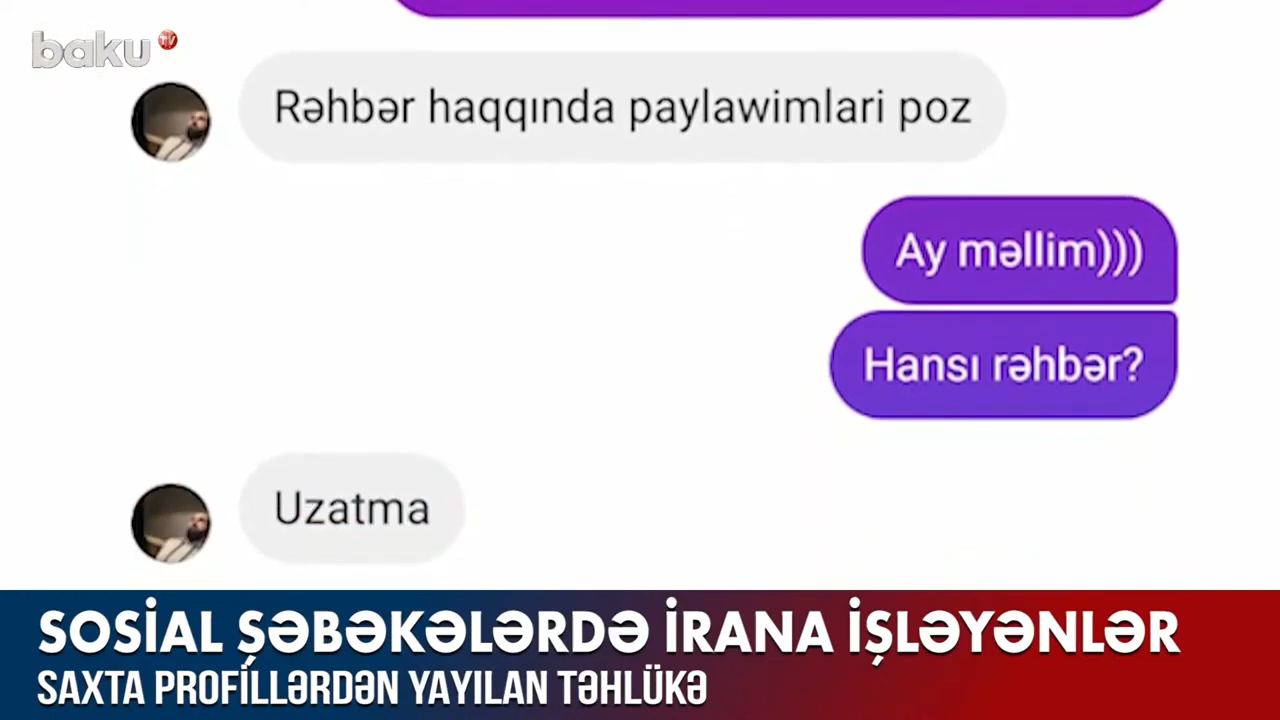 baku TV
Rəhbər haqqında paylawimlari poz
Ay məllim)))
Hansı rəhbər?
Uzatma
SOSİAL ŞƏBƏKƏLƏRDƏ İRANA İŞLƏYƏNLƏR
SAXTA PROFİLLƏRDƏN YAYILAN TƏHLÜKƏ